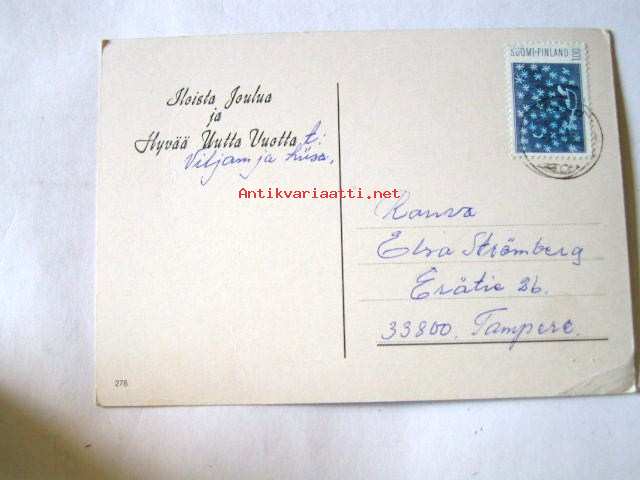 SUOMI-FINLAND
Iloista Joulua
ja
Hyvää Uutta Vuotta t:
Viljam ja
Antikvariaatti.net
Rouva
Elsa Strömberg
Erätie 26.
33800. Tampere.
276